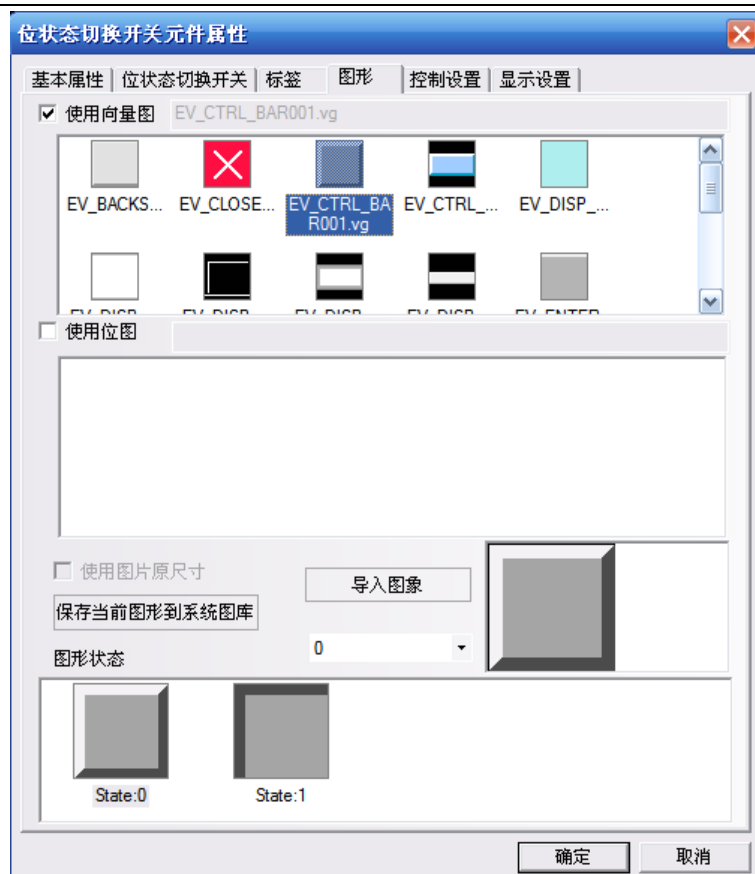 位状态切换开关元件属性
基本属性 位状态切换开关 标签 图形 控制设置 显示设置
使用向量图 EV_CTRL_BAR001.vg
EV_BACKS... EV_CLOSE... EV_CTRL_BA EV_CTRL_... EV_DISP_...
R001.vg
使用位图
使用图片原尺寸
导入图象
保存当前图形到系统图库
0
图形状态
State:0 State:1
确定 取消